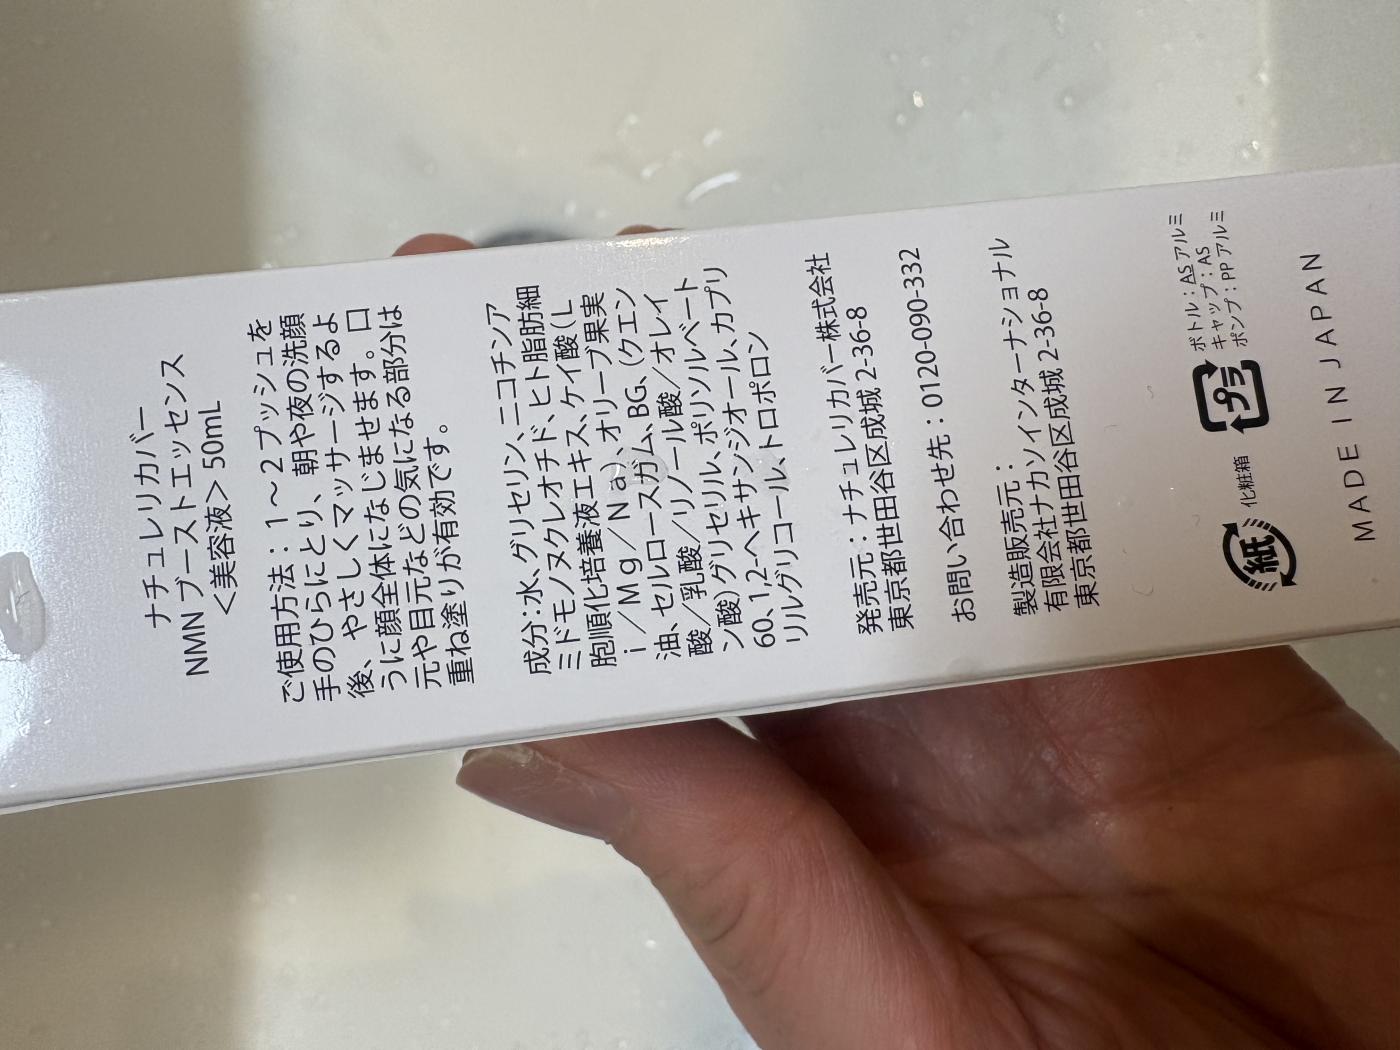 ナチュレリカバー
NMN ブーストエッセンス
＜美容液＞ 50mL
ご使用方法：１～２プッシュを
手のひらにとり、朝や夜の洗顔
後、やさしくマッサージするよ
うに顔全体になじませます。口
元や目元などの気になる部分は
重ね塗りが有効です。
成分：水、グリセリン、ニコチンア
ミドモノヌクレオチド、ヒト脂肪細
胞順化培養液エキス、ケイ酸（Ｌ
ｉ／Ｍｇ／Ｎａ）、オリーブ果実
油、セルロースガム、BG、（クエン
酸／乳酸／リノール酸／オレイ
ン酸）グリセリル、ポリソルベート
60、1,2-ヘキサンジオール、カプリ
リルグリコール、トロポロン
発売元：ナチュレリカバー株式会社
東京都世田谷区成城 2-36-8
お問い合わせ先：0120-090-332
製造販売元：
有限会社ナカソインターナショナル
東京都世田谷区成城 2-36-8
紙 化粧箱
プラ
ボトル：AS アルミ
キャップ：AS
ポンプ：PP アルミ
MADE IN JAPAN